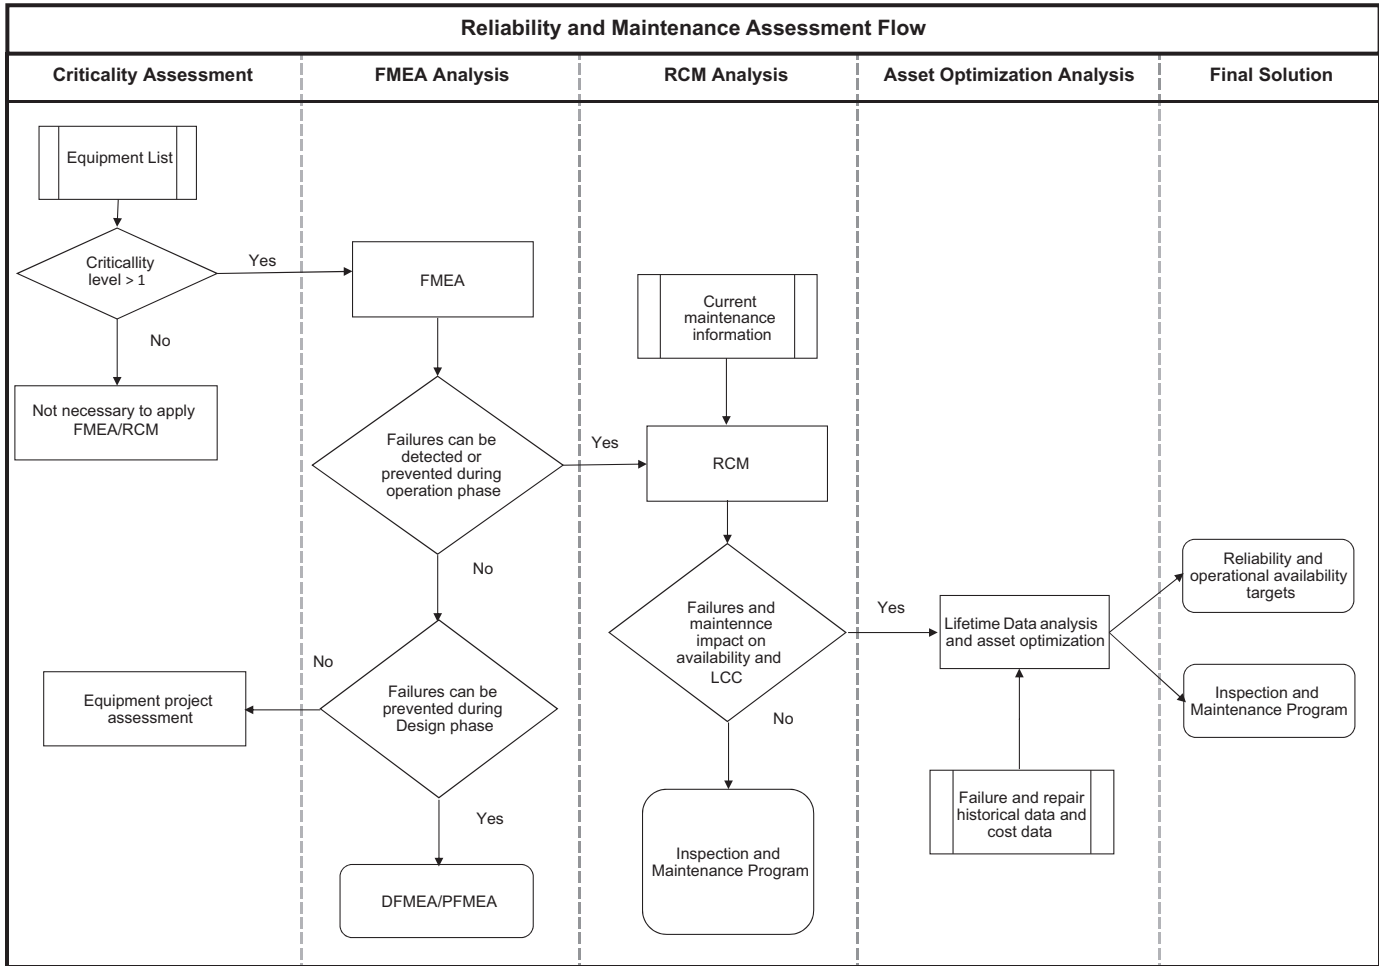 Reliability and Maintenance Assessment Flow
Criticality Assessment
FMEA Analysis
RCM Analysis
Asset Optimization Analysis
Final Solution
Equipment List
Criticallity
level > 1
Yes
No
Not necessary to apply
FMEA/RCM
FMEA
Failures can be
detected or
prevented during
operation phase
Yes
No
Failures can be
prevented during
Design phase
No
Equipment project
assessment
Yes
DFMEA/PFMEA
Current
maintenance
information
RCM
Failures and
maintennce
impact on
availability and
LCC
Yes
No
Inspection and
Maintenance Program
Lifetime Data analysis
and asset optimization
Failure and repair
historical data and
cost data
Reliability and
operational availability
targets
Inspection and
Maintenance Program